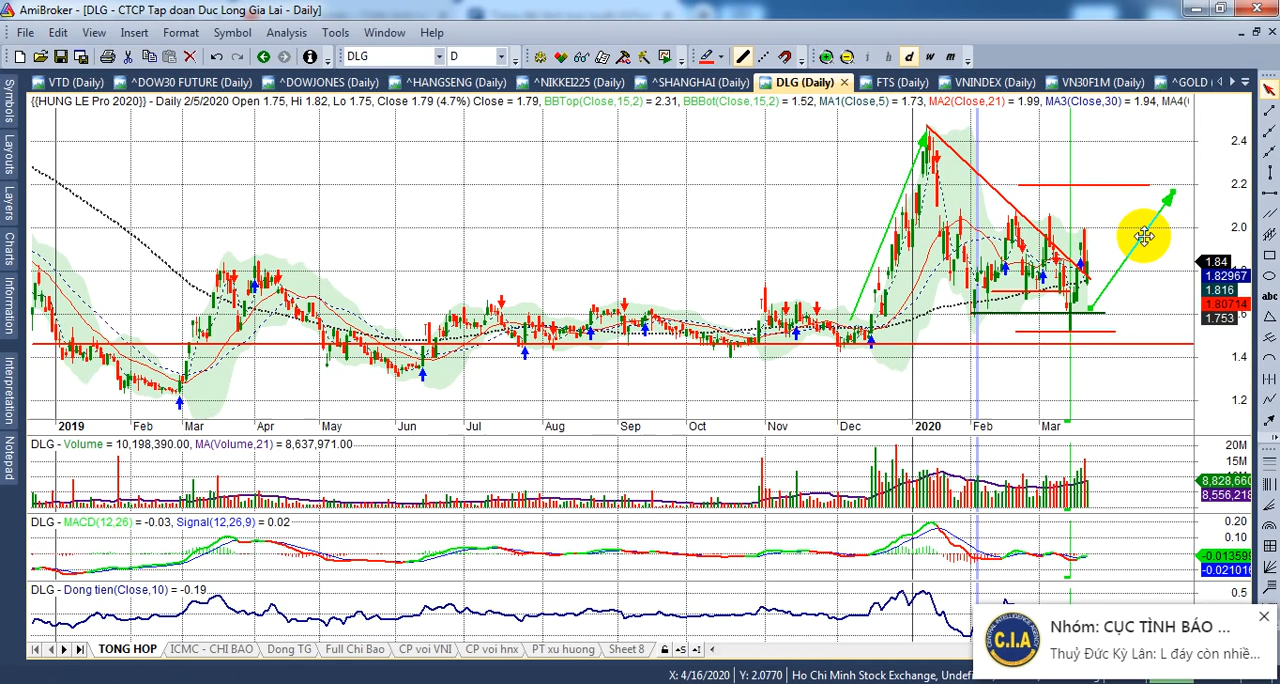 AmiBroker - [DLG - CTCP Tap doan Duc Long Gia Lai - Daily]
File Edit View Insert Format Symbol Analysis Tools Window Help
DLG D i h d w m
VTD (Daily) ^DOW30 FUTURE (Daily) ^DOWJONES (Daily) ^HANGSENG (Daily) ^NIKKEI225 (Daily) ^SHANGHAI (Daily) DLG (Daily) FTS (Daily) VNINDEX (Daily) VN30F1M (Daily) ^GOLD (
{{HUNG LE Pro 2020}} - Daily 2/5/2020 Open 1.75, Hi 1.82, Lo 1.75, Close 1.79 (4.7%) Close = 1.79, BBTop(Close,15,2) = 2.31, BBBot(Close,15,2) = 1.52, MA1(Close,5) = 1.73, MA2(Close,21) = 1.99, MA3(Close,30) = 1.94, MA4(
Symbols
Layouts
Layers
Charts
Information
Interpretation
Notepad
abc
2.4
2.2
2.0
1.84
1.82967
1.816
1.80714
1.753
1.4
1.2
2019 Feb Mar Apr May Jun Jul Aug Sep Oct Nov Dec 2020 Feb Mar
DLG - Volume = 10,198,390.00, MA(Volume,21) = 8,637,971.00
20M
15M
8,828,660
8,556,218
DLG - MACD(12,26) = -0.03, Signal(12,26,9) = 0.02
0.20
0.10
-0.013599
-0.021016
DLG - Dong tien(Close,10) = -0.19
0.5
TONG HOP ICMC - CHI BAO Dong TG Full Chi Bao CP voi VNI CP voi hnx PT xu huong Sheet 8
X: 4/16/2020 Y: 2.0770 Ho Chi Minh Stock Exchange, Undef
C.I.A
Nhóm: CỤC TÌNH BÁO ...
Thuỷ Đức Kỳ Lân: L đáy còn nhiề...